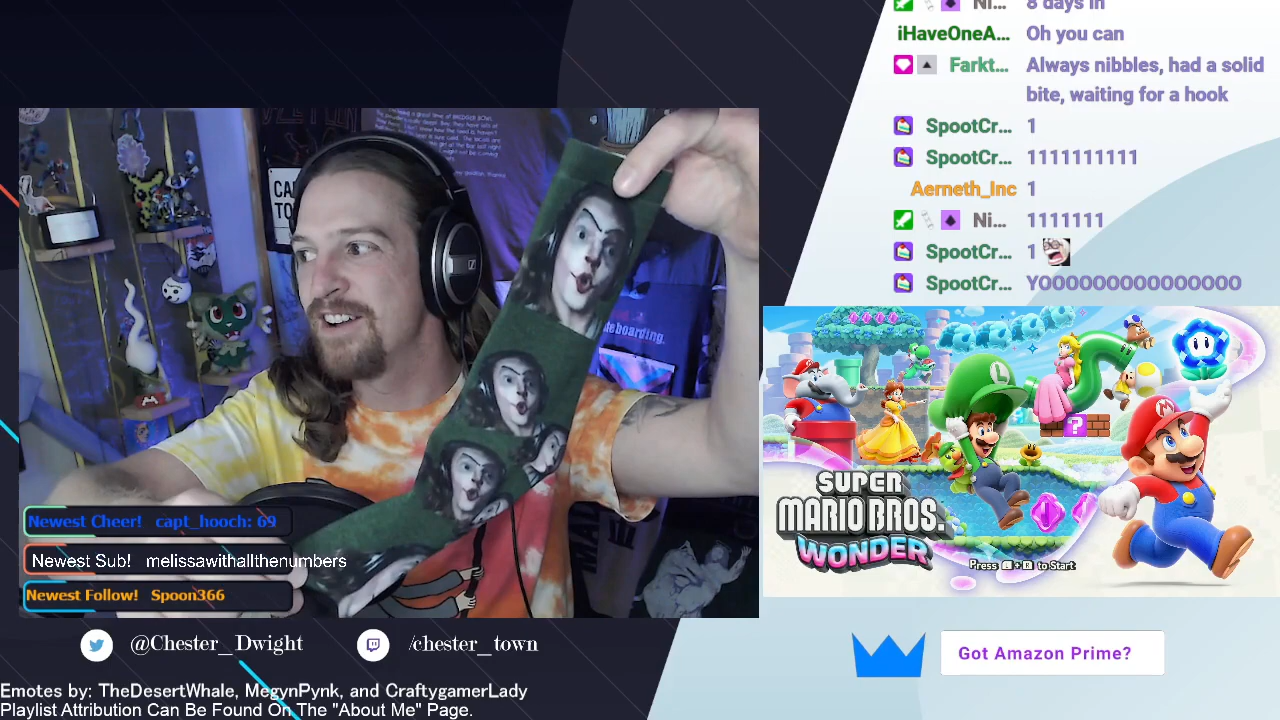 Ni... 8 days in
iHaveOneA... Oh you can
Farkt... Always nibbles, had a solid
bite, waiting for a hook
SpootCr... 1
SpootCr... 1111111111
Aerneth_Inc 1
Ni... 1111111
SpootCr... 1
SpootCr... YOOOOOOOOOOOOOOO
CAP
TO
eboarding.
SUPER
MARIO BROS.
WONDER
Press L + R to Start
Newest Cheer! capt_hooch: 69
Newest Sub! melissawithallthenumbers
Newest Follow! Spoon366
@Chester_Dwight
/chester_town
Got Amazon Prime?
Emotes by: TheDesertWhale, MegynPynk, and CraftygamerLady
Playlist Attribution Can Be Found On The "About Me" Page.